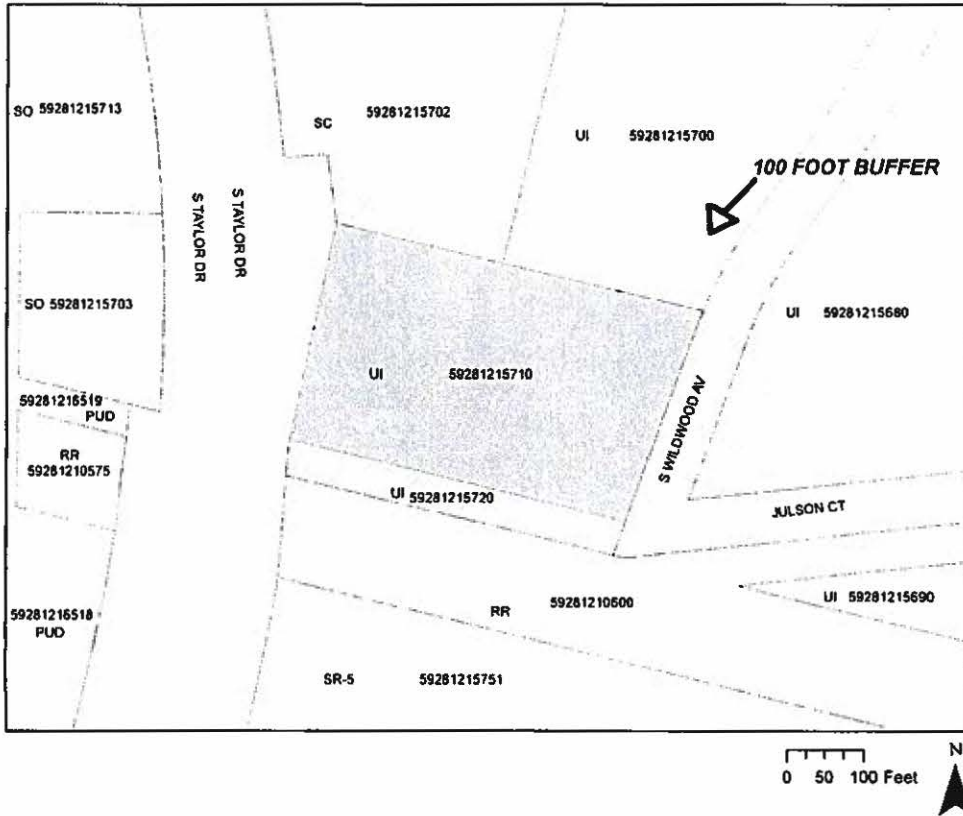 SO 59281215713
SC 59281215702
UI 59281215700
100 FOOT BUFFER
S TAYLOR DR
S TAYLOR DR
SO 59281215703
UI 59281215680
UI 59281215710
59281216519
PUD
RR
59281210575
S WILDWOOD AV
UI 59281215720
JULSON CT
59281216518
PUD
RR 59281210600
UI 59281215690
SR-5 59281215751
N
0 50 100 Feet